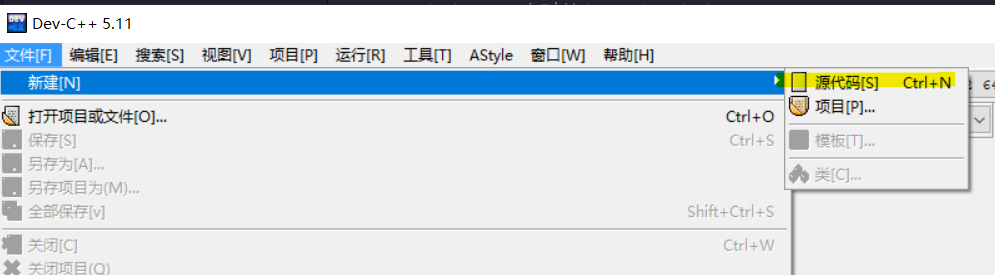 DEV
Dev-C++ 5.11
文件[F] 编辑[E] 搜索[S] 视图[V] 项目[P] 运行[R] 工具[T] AStyle 窗口[W] 帮助[H]
新建[N]
源代码[S] Ctrl+N
项目[P]...
模板[T]...
类[C]...
打开项目或文件[O]... Ctrl+O
保存[S] Ctrl+S
另存为[A]...
另存项目为(M)...
全部保存[v] Shift+Ctrl+S
关闭[C] Ctrl+W
关闭项目(O)